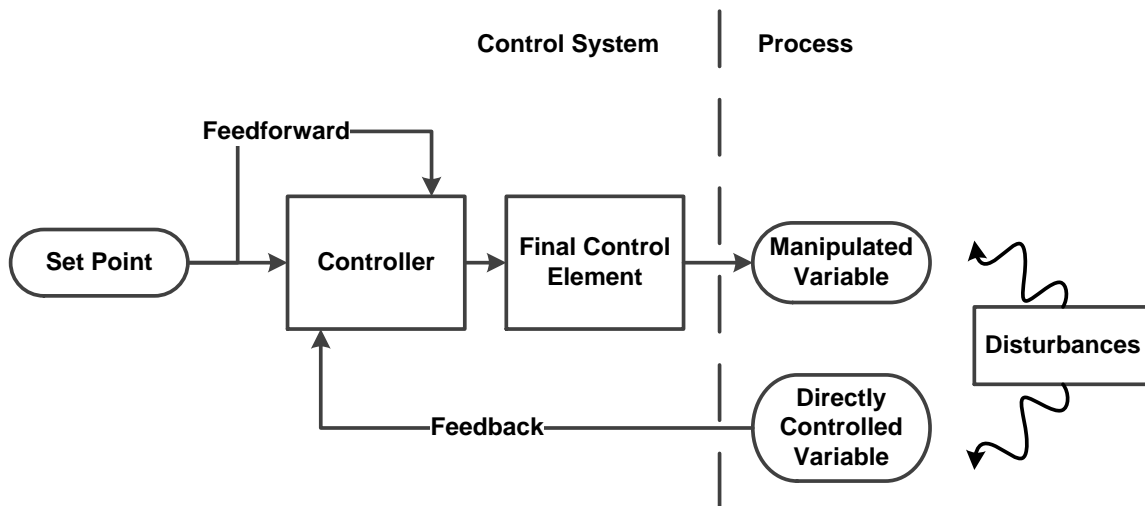 Control System
Process
Feedforward
Set Point
Controller
Final Control
Element
Manipulated
Variable
Disturbances
Directly
Controlled
Variable
Feedback